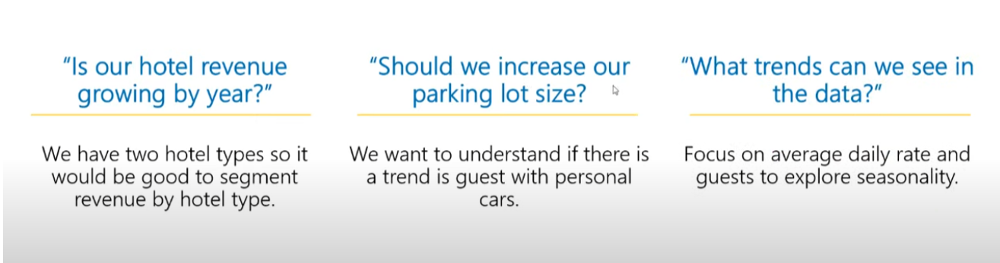 “Is our hotel revenue
growing by year?”
We have two hotel types so it
would be good to segment
revenue by hotel type.
“Should we increase our
parking lot size?
We want to understand if there is
a trend is guest with personal
cars.
“What trends can we see in
the data?”
Focus on average daily rate and
guests to explore seasonality.